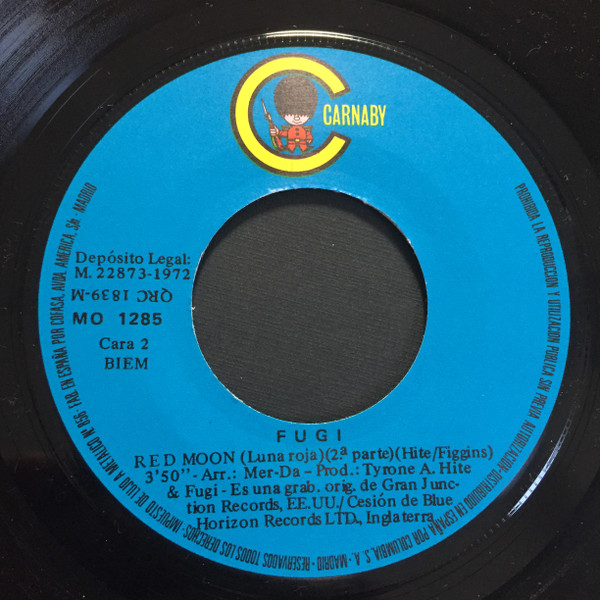 CARNABY
Depósito Legal:
M. 22873-1972
QRC 1839-M
MO 1285
Cara 2
BIEM
FUGI
RED MOON (Luna roja)(2.ª parte)(Hite/Figgins)
3'50"-Arr.: Mer-Da-Prod.: Tyrone A. Hite
& Fugi-Es una grab. orig. de Gran Junc-
tion Records, EE.UU./Cesión de Blue
Horizon Records LTD., Inglaterra
PROHIBIDA LA REPRODUCCION Y UTILIZACION PUBLICA SIN PREVIA AUTORIZACION-DISTRIBUIDO EN ESPAÑA POR COLUMBIA, S. A. - MADRID - RESERVADOS TODOS LOS DERECHOS- IMPUESTO DE LUJO A METALICO Nº 856- FAB. EN ESPAÑA POR COFASA, AVDA. AMERICA, S/n -MADRID